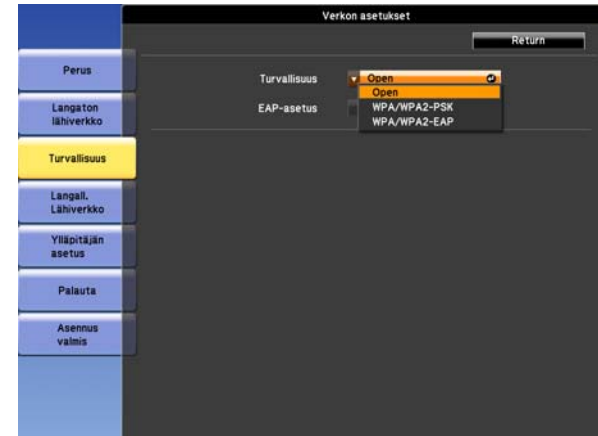 Verkon asetukset
Return
Perus
Langaton
lähiverkko
Turvallisuus
Langall.
Lähiverkko
Ylläpitäjän
asetus
Palauta
Asennus
valmis
Turvallisuus
Open
Open
WPA/WPA2-PSK
WPA/WPA2-EAP
EAP-asetus